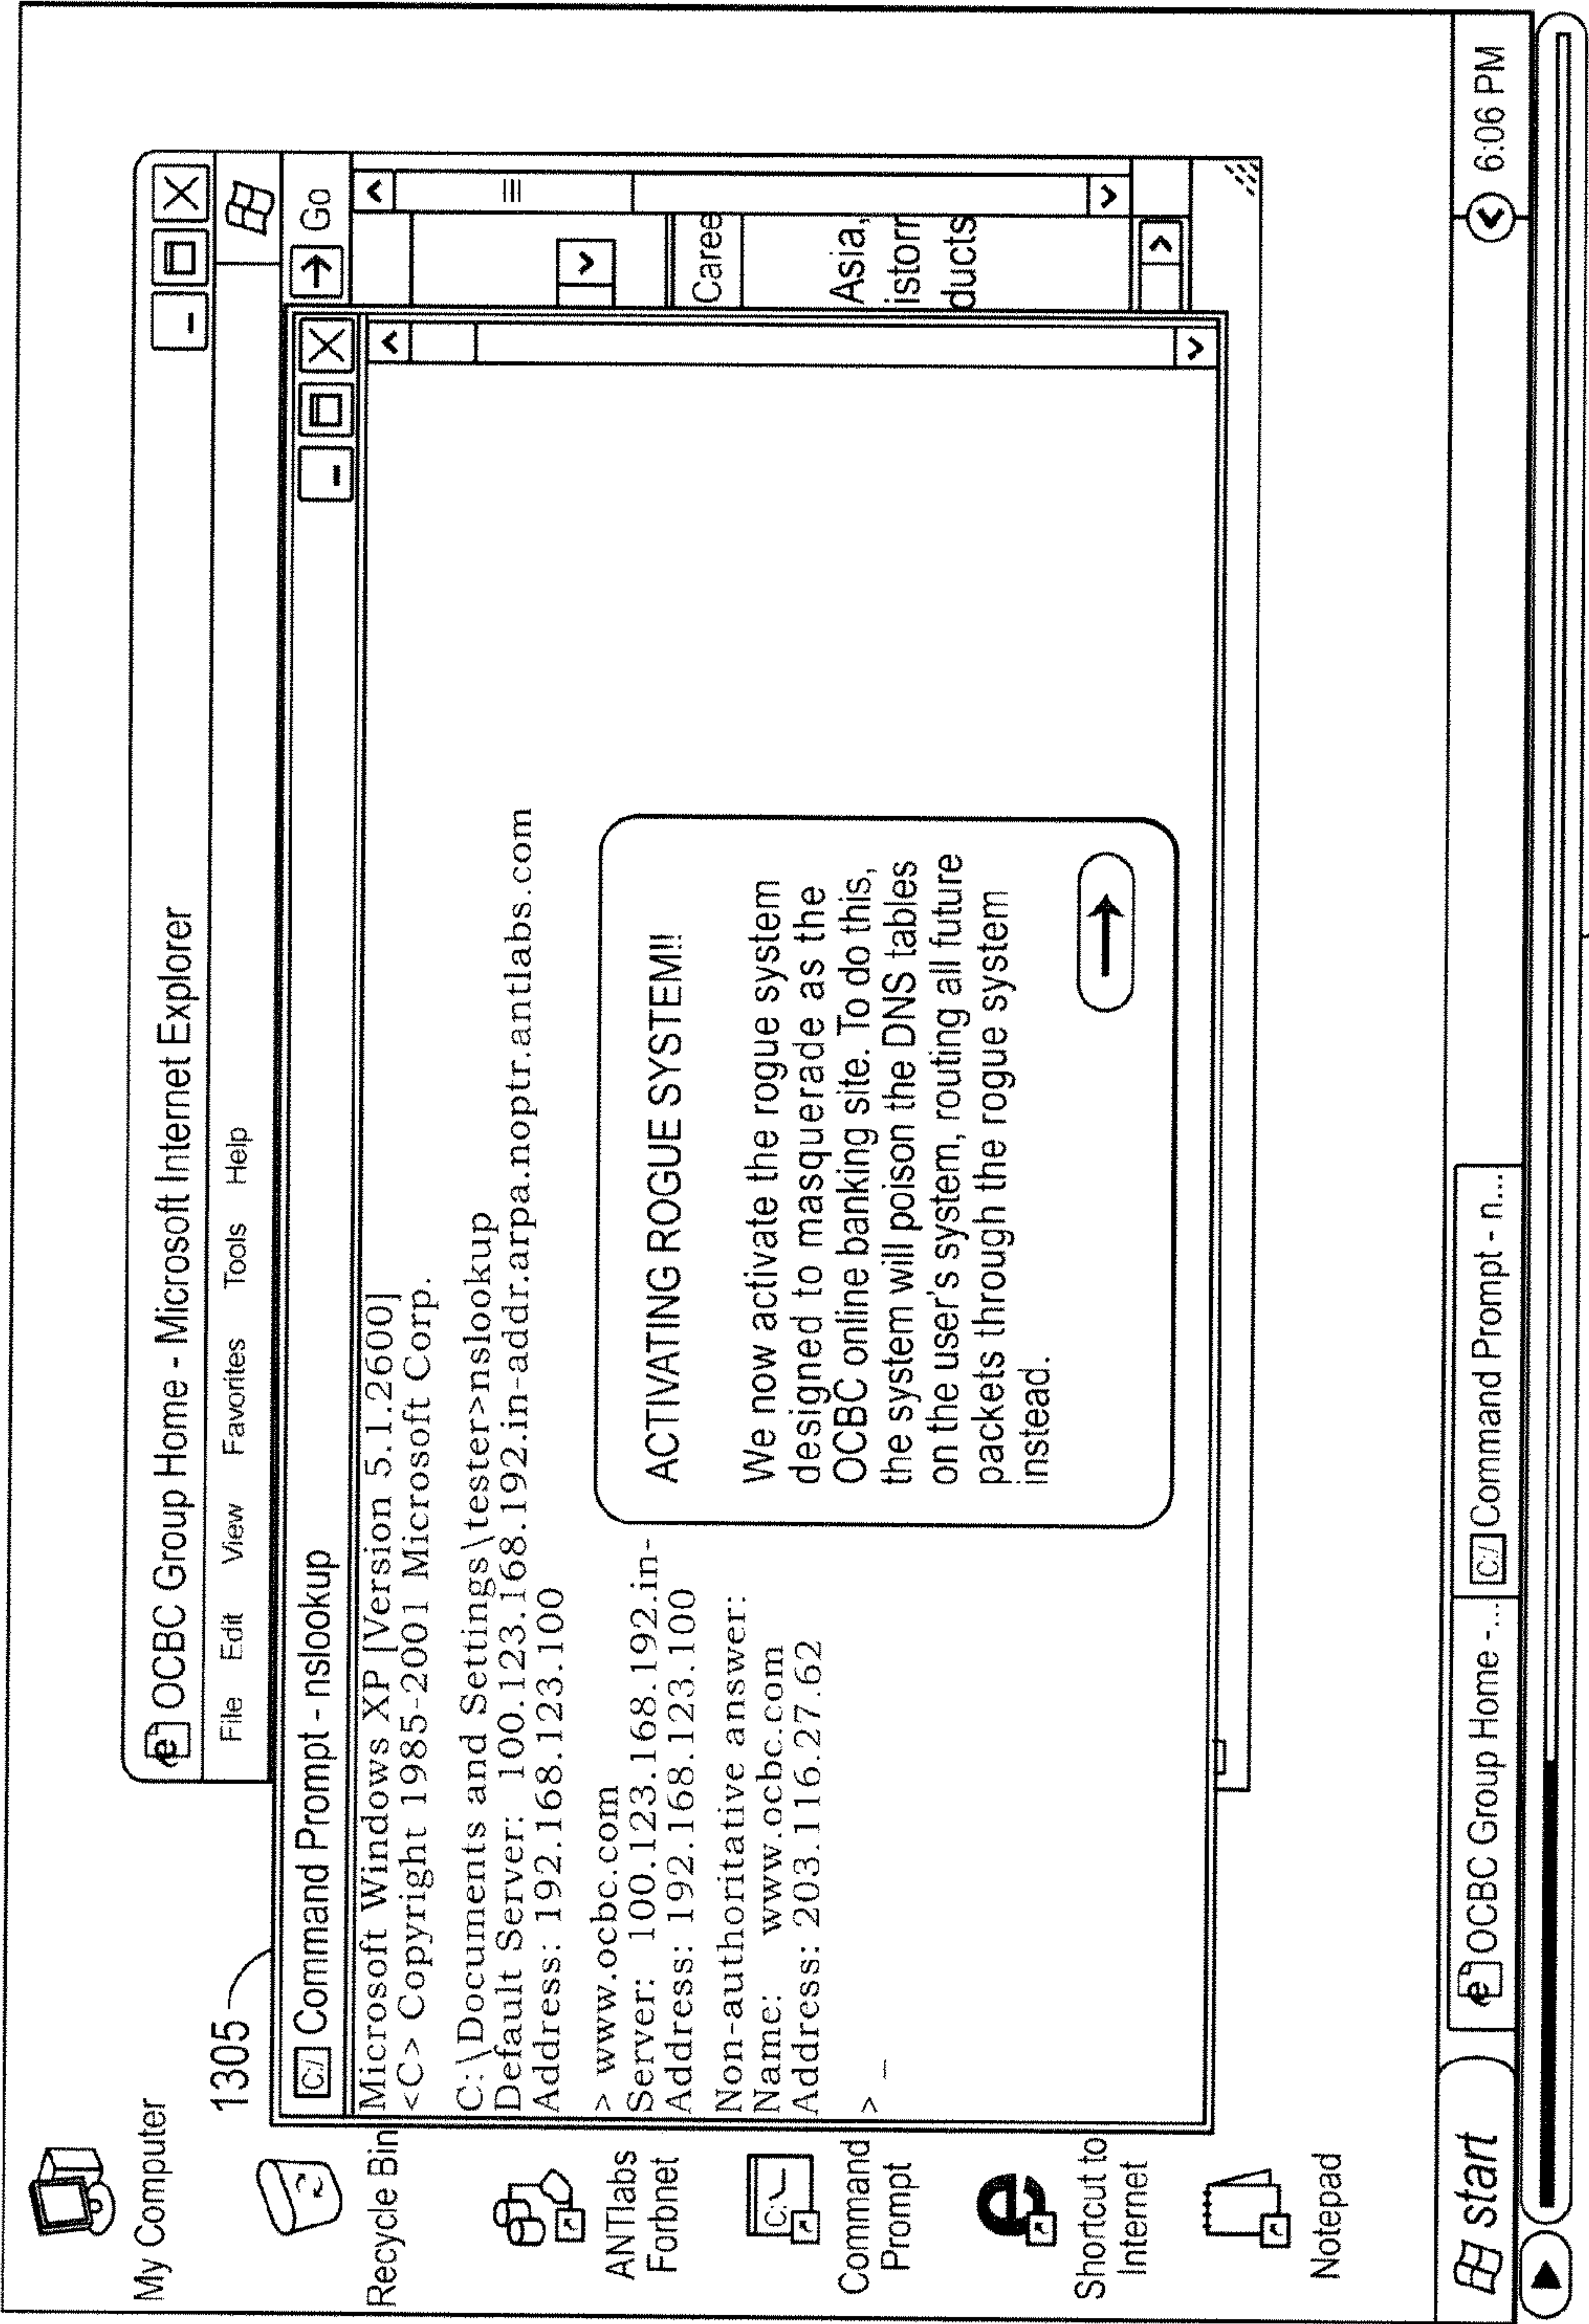 My Computer
Recycle Bin
ANTlabs
Forbnet
Command
Prompt
Shortcut to
Internet
Notepad
1305
OCBC Group Home - Microsoft Internet Explorer
File Edit View Favorites Tools Help
Go
Caree
Asia,
istorr
ducts
C:/ Command Prompt - nslookup
Microsoft Windows XP [Version 5.1.2600]
<C> Copyright 1985-2001 Microsoft Corp.
C:\Documents and Settings\tester>nslookup
Default Server: 100.123.168.192.in-addr.arpa.noptr.antlabs.com
Address: 192.168.123.100
> www.ocbc.com
Server: 100.123.168.192.in-
Address: 192.168.123.100
Non-authoritative answer:
Name: www.ocbc.com
Address: 203.116.27.62
> _
ACTIVATING ROGUE SYSTEM!!
We now activate the rogue system
designed to masquerade as the
OCBC online banking site. To do this,
the system will poison the DNS tables
on the user's system, routing all future
packets through the rogue system
instead.
start
OCBC Group Home -...
C:/ Command Prompt - n...
6:06 PM